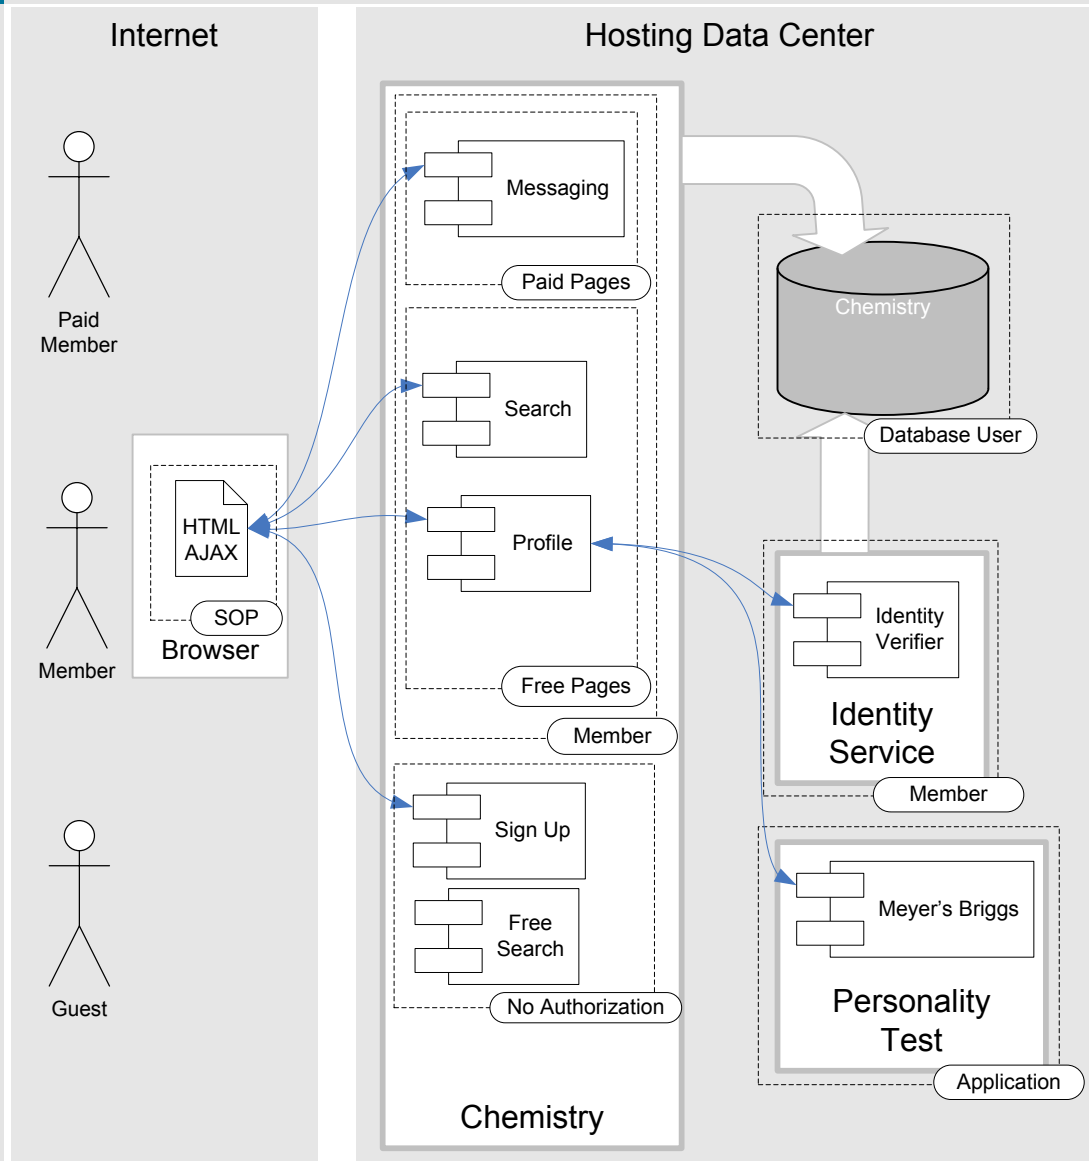 Internet
Hosting Data Center
Paid
Member
Member
Guest
HTML
AJAX
SOP
Browser
Messaging
Paid Pages
Search
Profile
Free Pages
Member
Sign Up
Free
Search
No Authorization
Chemistry
Chemistry
Database User
Identity
Verifier
Identity
Service
Member
Meyer's Briggs
Personality
Test
Application